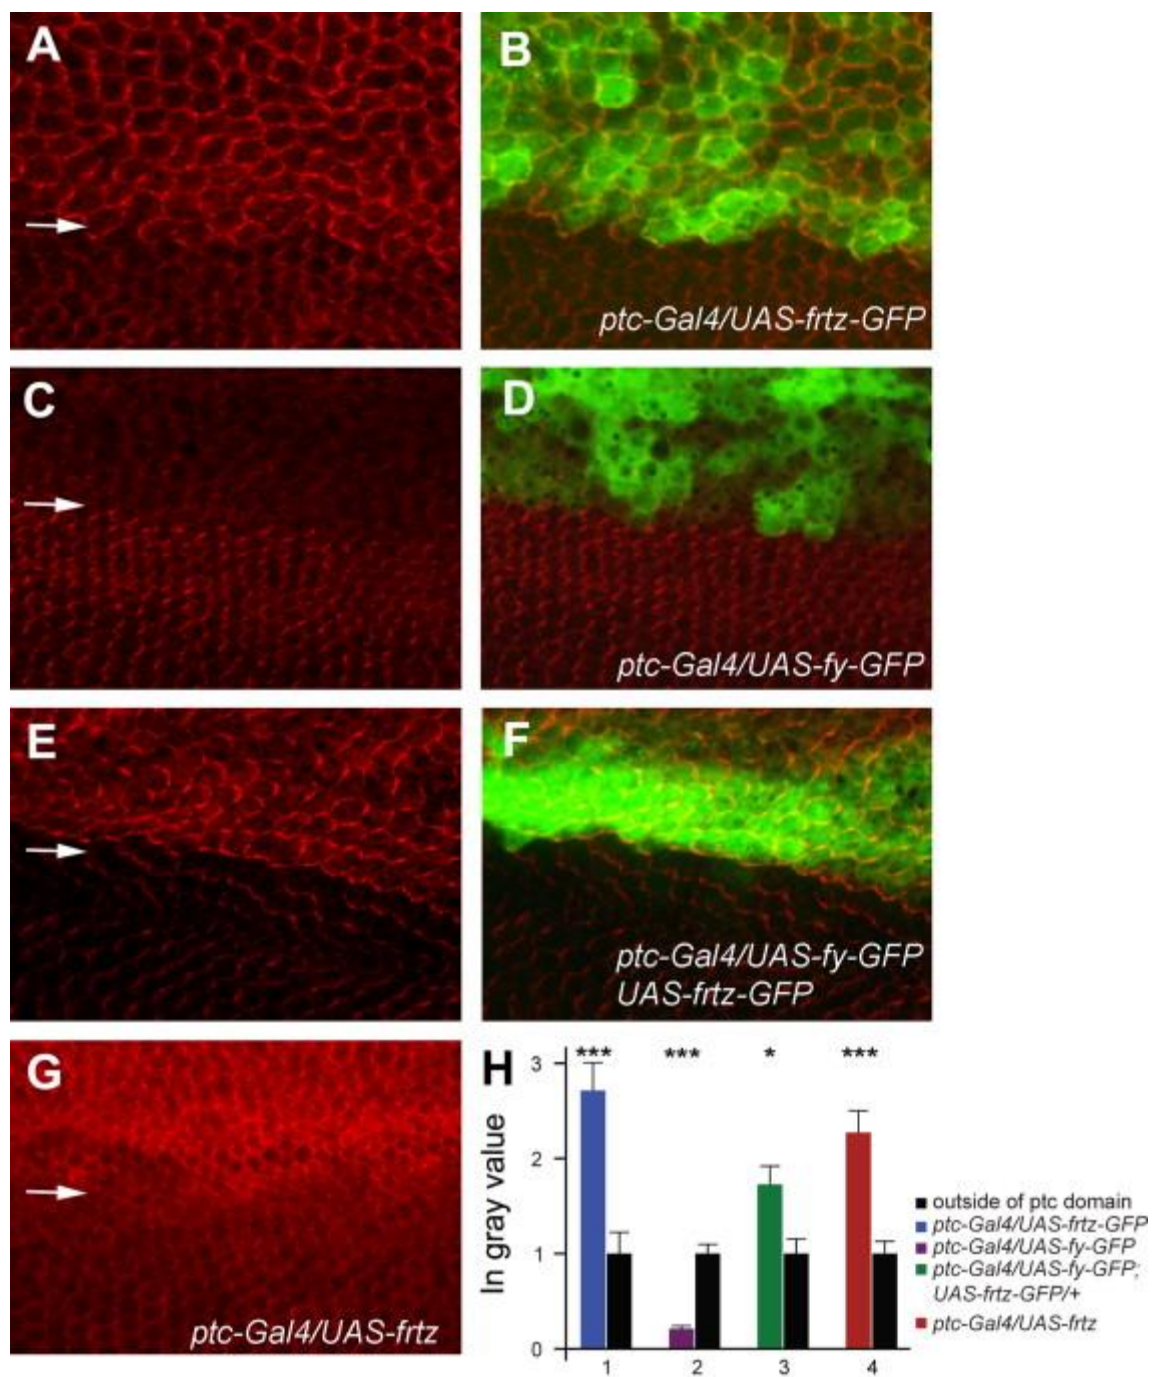 A
B
ptc-Gal4/UAS-frtz-GFP
C
D
ptc-Gal4/UAS-fy-GFP
E
F
ptc-Gal4/UAS-fy-GFP
UAS-frtz-GFP
G
ptc-Gal4/UAS-frtz
H
*** *** * ***
3
2
1
0
In gray value
1 2 3 4
outside of ptc domain
ptc-Gal4/UAS-frtz-GFP
ptc-Gal4/UAS-fy-GFP
ptc-Gal4/UAS-fy-GFP;
UAS-frtz-GFP/+
ptc-Gal4/UAS-frtz